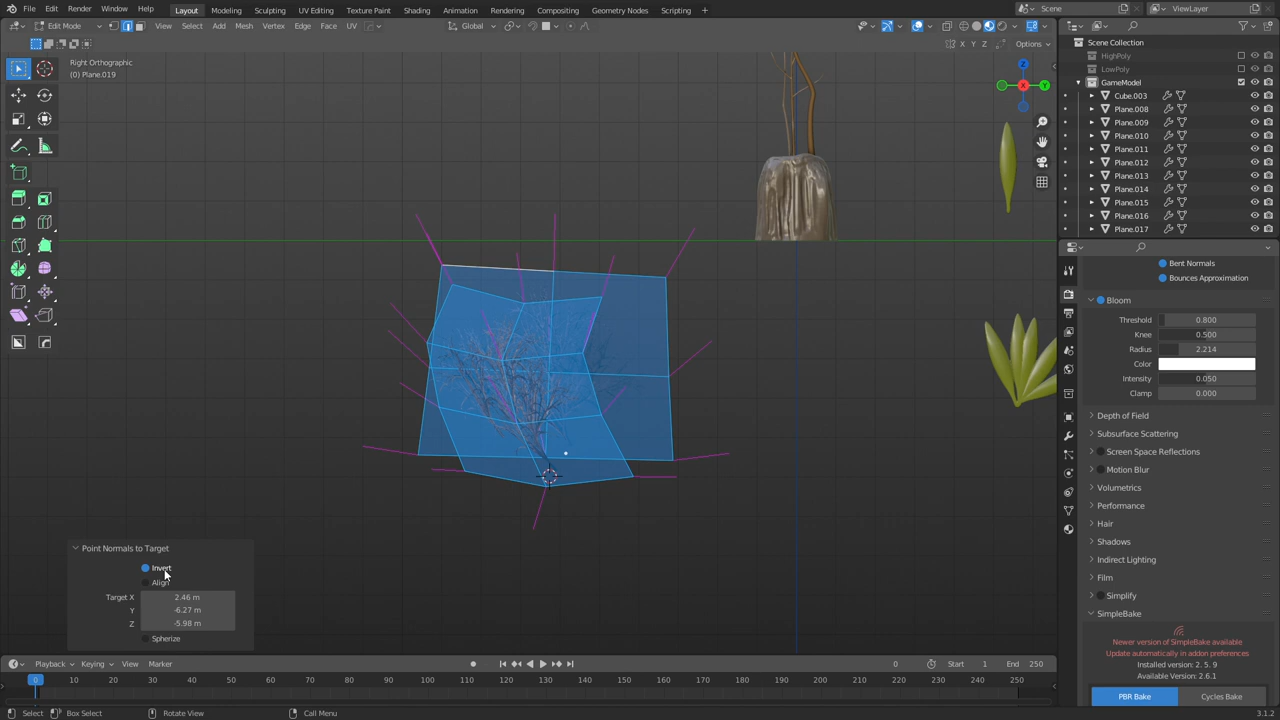 File Edit Render Window Help Layout Modeling Sculpting UV Editing Texture Paint Shading Animation Rendering Compositing Geometry Nodes Scripting + Scene ViewLayer
Edit Mode View Select Add Mesh Vertex Edge Face UV Global
X Y Z Options
Right Orthographic
(0) Plane.019
Z
X
Y
Scene Collection
HighPoly
LowPoly
GameModel
Cube.003
Plane.008
Plane.009
Plane.010
Plane.011
Plane.012
Plane.013
Plane.014
Plane.015
Plane.016
Plane.017
Bent Normals
Bounces Approximation
Bloom
Threshold 0.800
Knee 0.500
Radius 2.214
Color
Intensity 0.050
Clamp 0.000
Depth of Field
Subsurface Scattering
Screen Space Reflections
Motion Blur
Volumetrics
Performance
Hair
Shadows
Indirect Lighting
Film
Simplify
SimpleBake
Newer version of SimpleBake available
Update automatically in addon preferences
Installed version: 2. 5. 9
Available Version: 2.6.1
PBR Bake Cycles Bake
Point Normals to Target
Invert
Align
Target X 2.46 m
Y -6.27 m
Z -5.98 m
Spherize
Playback Keying View Marker 0 Start 1 End 250
0 10 20 30 40 50 60 70 80 90 100 110 120 130 140 150 160 170 180 190 200 210 220 230 240 250
Select Box Select Rotate View Call Menu 3.1.2